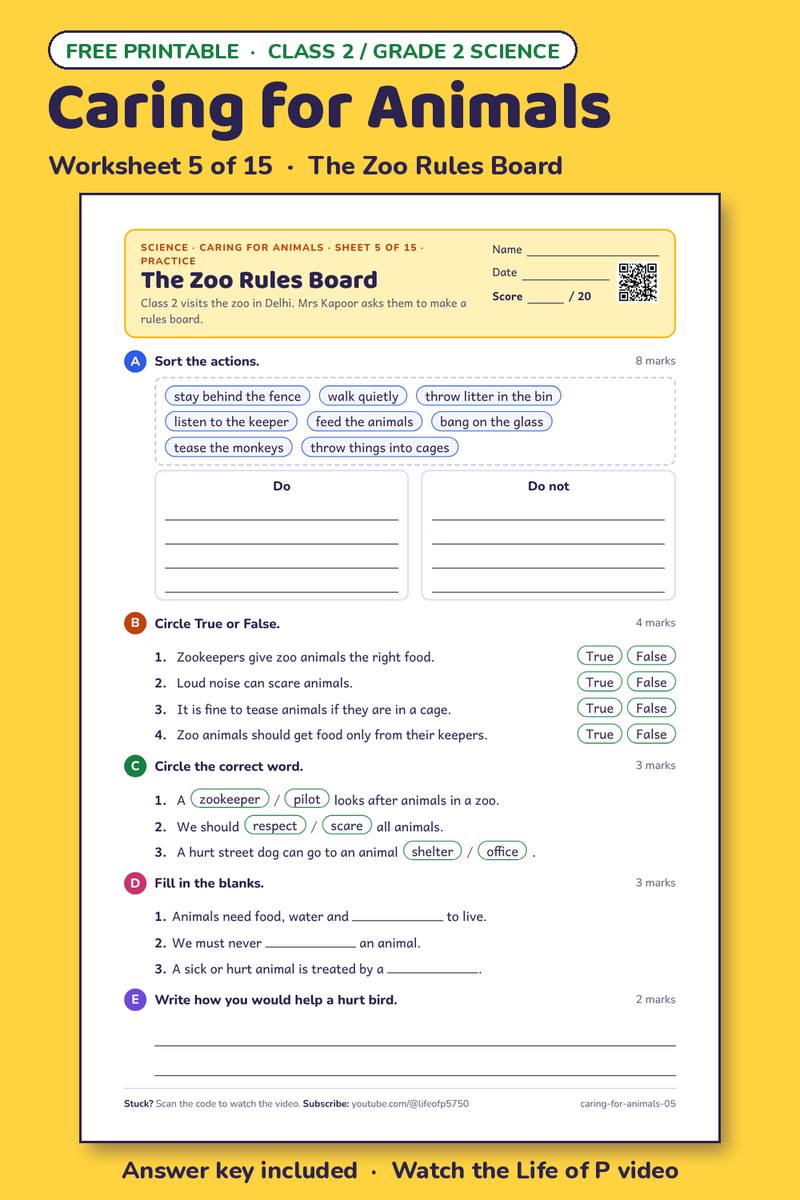 FREE PRINTABLE · CLASS 2 / GRADE 2 SCIENCE
Caring for Animals
Worksheet 5 of 15 · The Zoo Rules Board
SCIENCE · CARING FOR ANIMALS · SHEET 5 OF 15 ·
PRACTICE
The Zoo Rules Board
Class 2 visits the zoo in Delhi. Mrs Kapoor asks them to make a
rules board.
Name
Date
Score / 20
A Sort the actions. 8 marks
stay behind the fence walk quietly throw litter in the bin
listen to the keeper feed the animals bang on the glass
tease the monkeys throw things into cages
Do Do not
B Circle True or False. 4 marks
1. Zookeepers give zoo animals the right food. True False
2. Loud noise can scare animals. True False
3. It is fine to tease animals if they are in a cage. True False
4. Zoo animals should get food only from their keepers. True False
C Circle the correct word. 3 marks
1. A zookeeper / pilot looks after animals in a zoo.
2. We should respect / scare all animals.
3. A hurt street dog can go to an animal shelter / office .
D Fill in the blanks. 3 marks
1. Animals need food, water and ____________ to live.
2. We must never ____________ an animal.
3. A sick or hurt animal is treated by a ____________.
E Write how you would help a hurt bird. 2 marks
Stuck? Scan the code to watch the video. Subscribe: youtube.com/@lifeofp5750 caring-for-animals-05
Answer key included · Watch the Life of P video